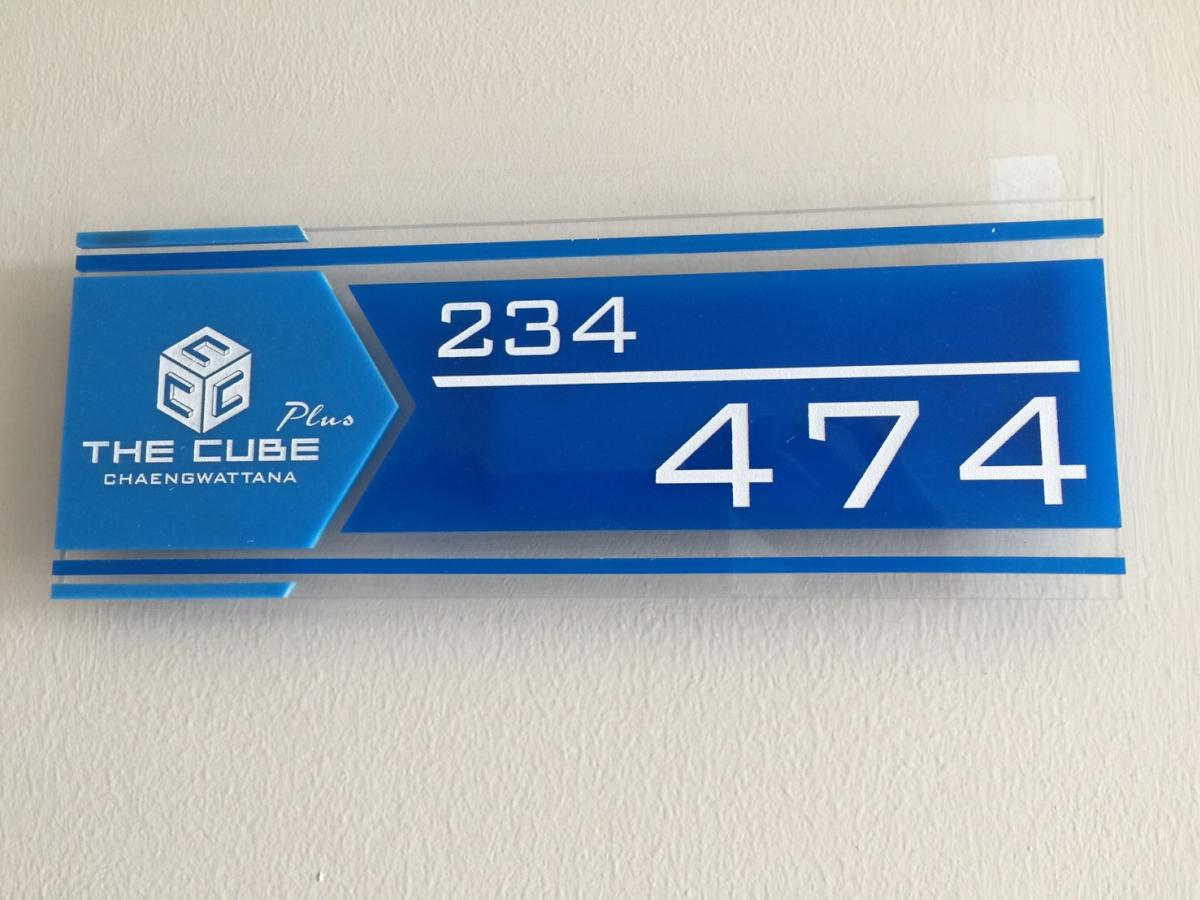 Plus
THE CUBE
CHAENGWATTANA
234
474